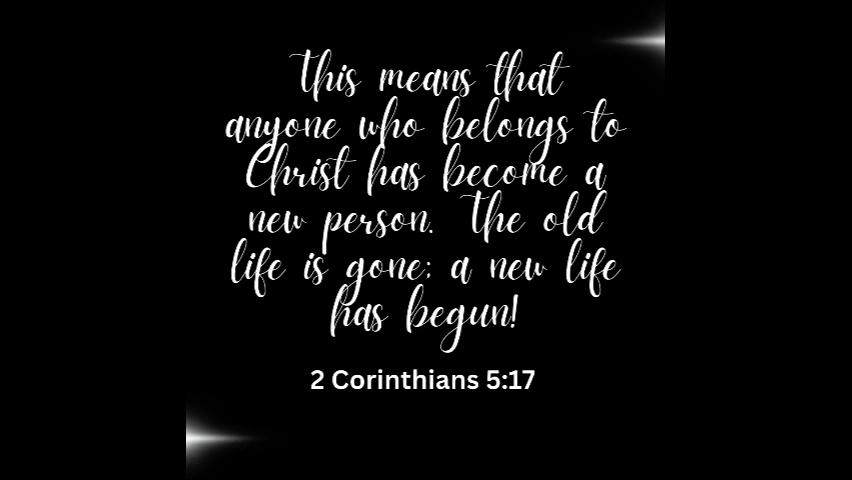 This means that
anyone who belongs to
Christ has become a
new person. The old
life is gone; a new life
has begun!
2 Corinthians 5:17